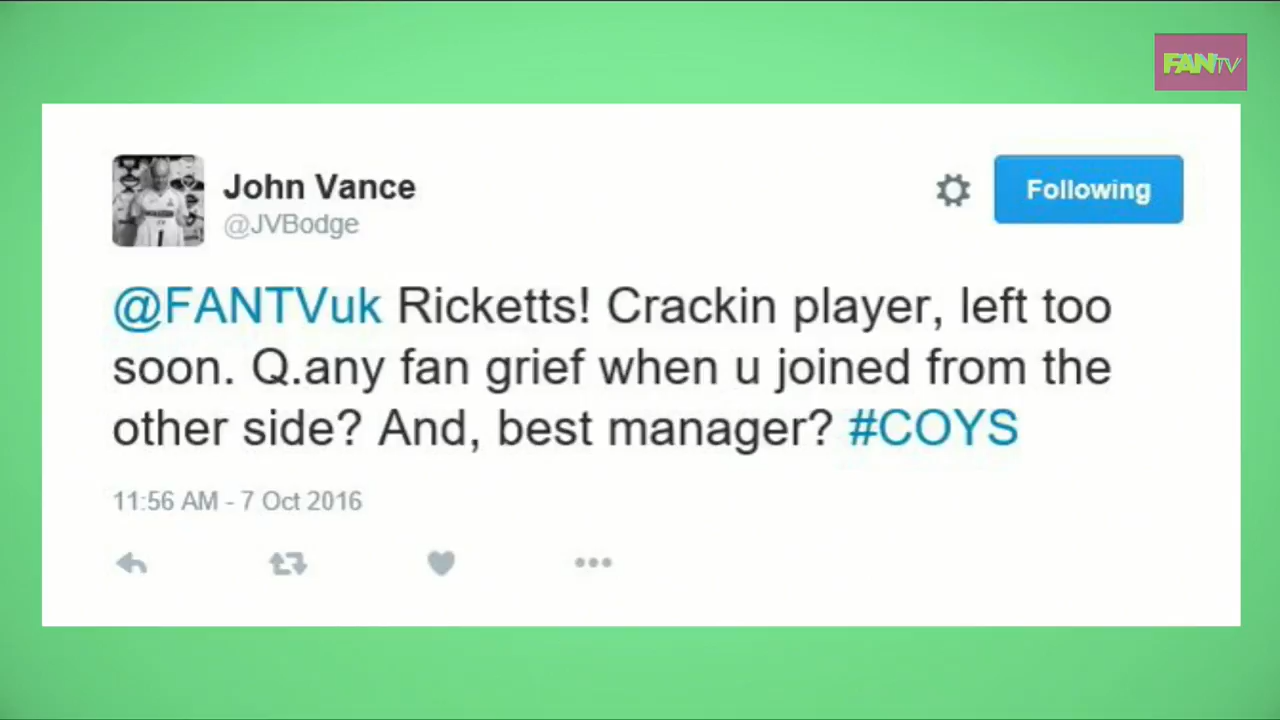 FANTV
John Vance
@JVBodge
Following
@FANTVuk Ricketts! Crackin player, left too
soon. Q.any fan grief when u joined from the
other side? And, best manager? #COYS
11:56 AM - 7 Oct 2016